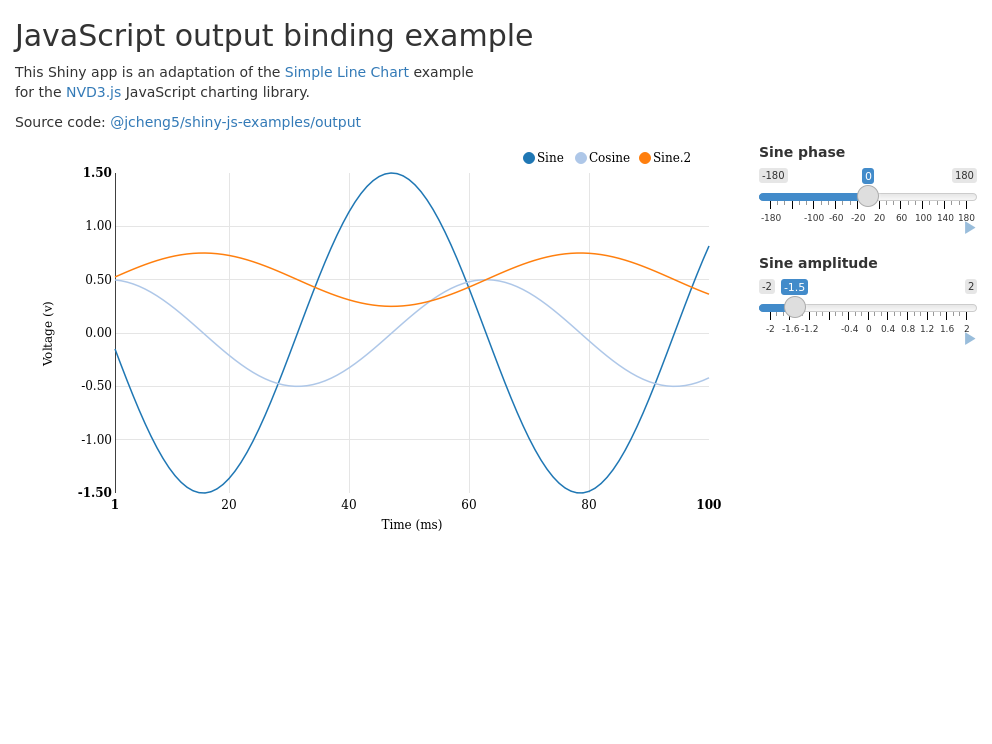 JavaScript output binding example
This Shiny app is an adaptation of the Simple Line Chart example
for the NVD3.js JavaScript charting library.
Source code: @jcheng5/shiny-js-examples/output
Sine Cosine Sine.2
1.50
1.00
0.50
0.00
-0.50
-1.00
-1.50
Voltage (v)
1 20 40 60 80 100
Time (ms)
Sine phase
-180 0 180
-180 -100 -60 -20 20 60 100 140 180
Sine amplitude
-2 -1.5 2
-2 -1.6 -1.2 -0.4 0 0.4 0.8 1.2 1.6 2